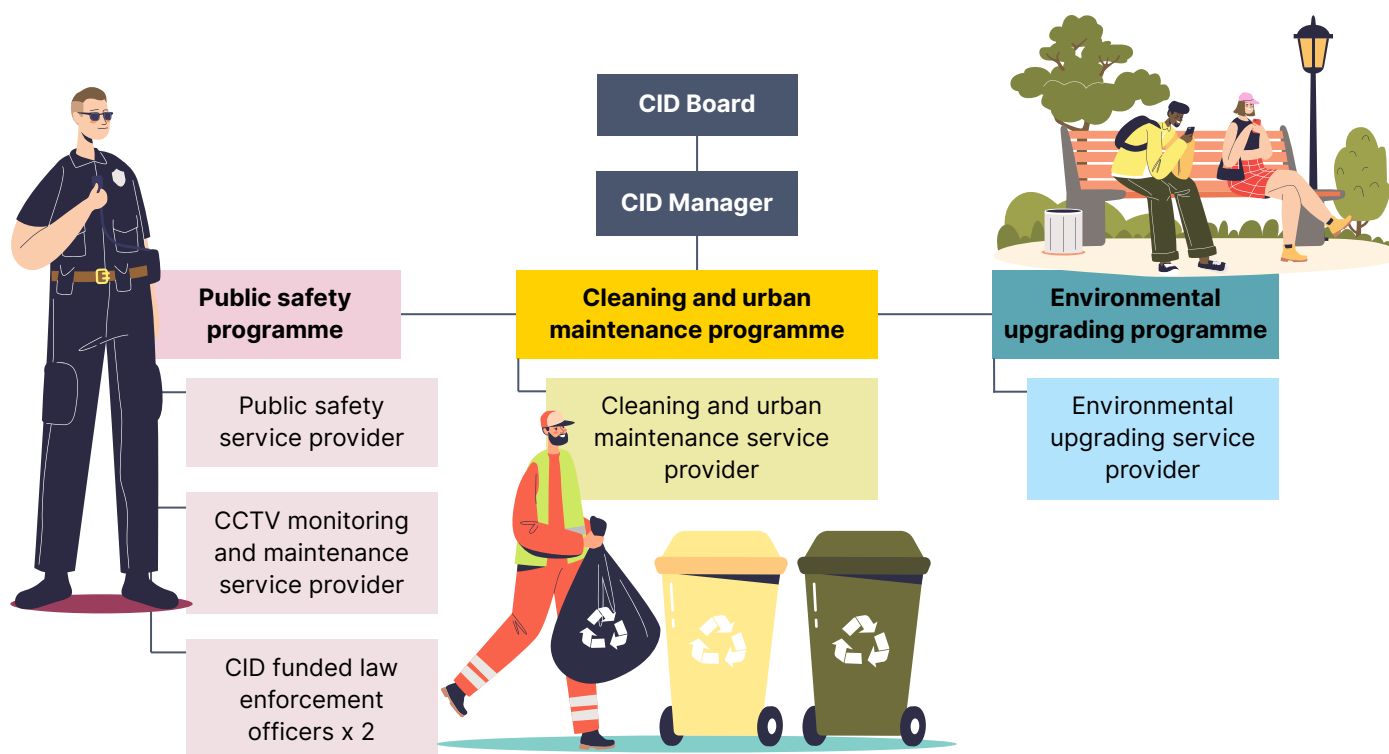 CID Board
CID Manager
Public safety
programme
Cleaning and urban
maintenance programme
Environmental
upgrading programme
Public safety
service provider
Cleaning and urban
maintenance service
provider
Environmental
upgrading service
provider
CCTV monitoring
and maintenance
service provider
CID funded law
enforcement
officers x 2